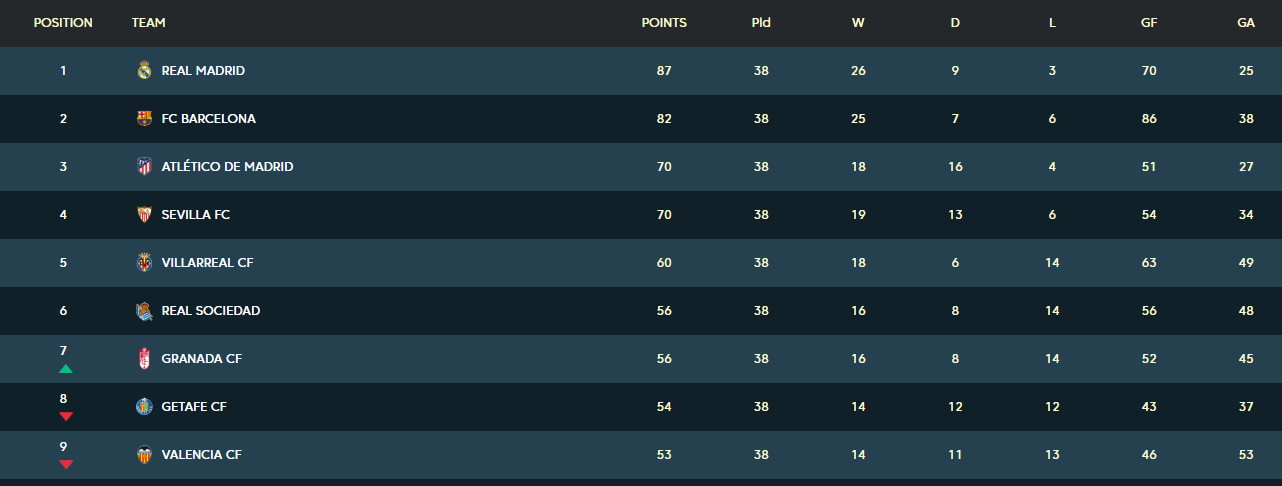 POSITION TEAM POINTS Pld W D L GF GA
1 REAL MADRID 87 38 26 9 3 70 25
2 FC BARCELONA 82 38 25 7 6 86 38
3 ATLÉTICO DE MADRID 70 38 18 16 4 51 27
4 SEVILLA FC 70 38 19 13 6 54 34
5 VILLARREAL CF 60 38 18 6 14 63 49
6 REAL SOCIEDAD 56 38 16 8 14 56 48
7 GRANADA CF 56 38 16 8 14 52 45
8 GETAFE CF 54 38 14 12 12 43 37
9 VALENCIA CF 53 38 14 11 13 46 53